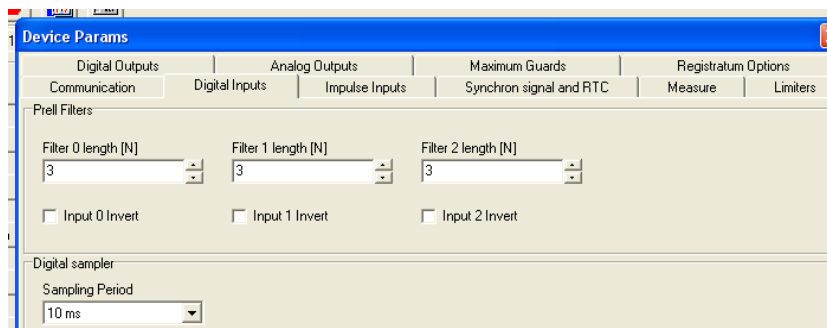 Device Params
Digital Outputs Analog Outputs Maximum Guards Registratum Options
Communication Digital Inputs Impulse Inputs Synchron signal and RTC Measure Limiters
Prell Filters
Filter 0 length [N] Filter 1 length [N] Filter 2 length [N]
3 3 3
Input 0 Invert Input 1 Invert Input 2 Invert
Digital sampler
Sampling Period
10 ms